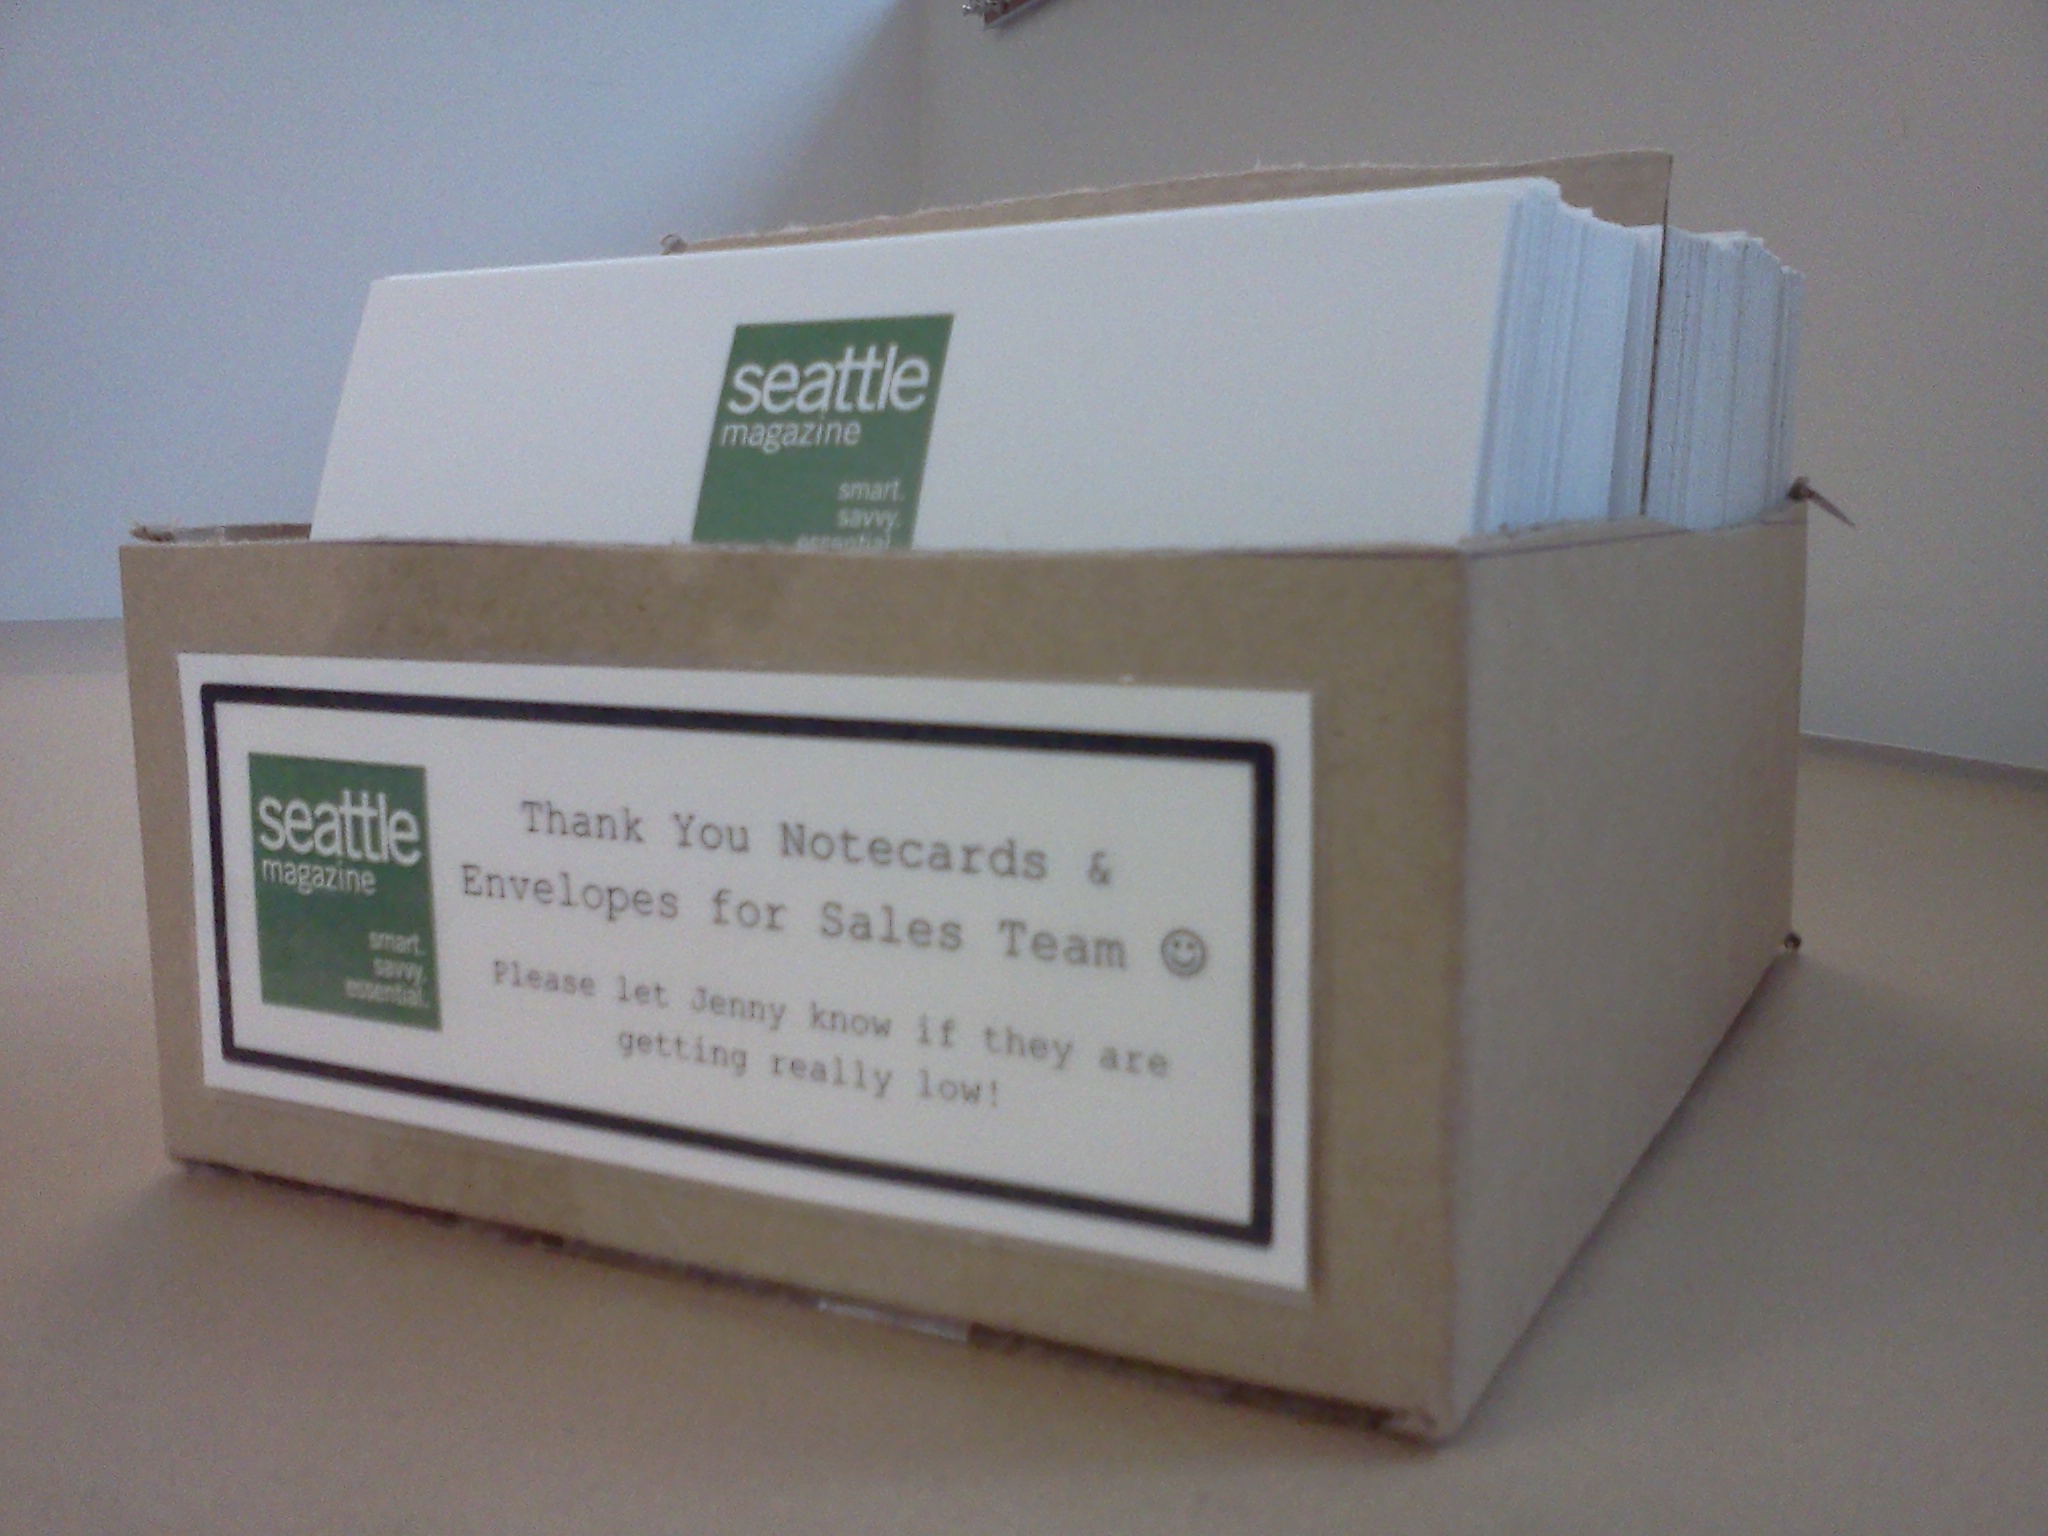 seattle
magazine
smart.
savvy.
essential.
seattle
magazine
smart.
savvy.
essential.
Thank You Notecards &
Envelopes for Sales Team ☺
Please let Jenny know if they are
getting really low!